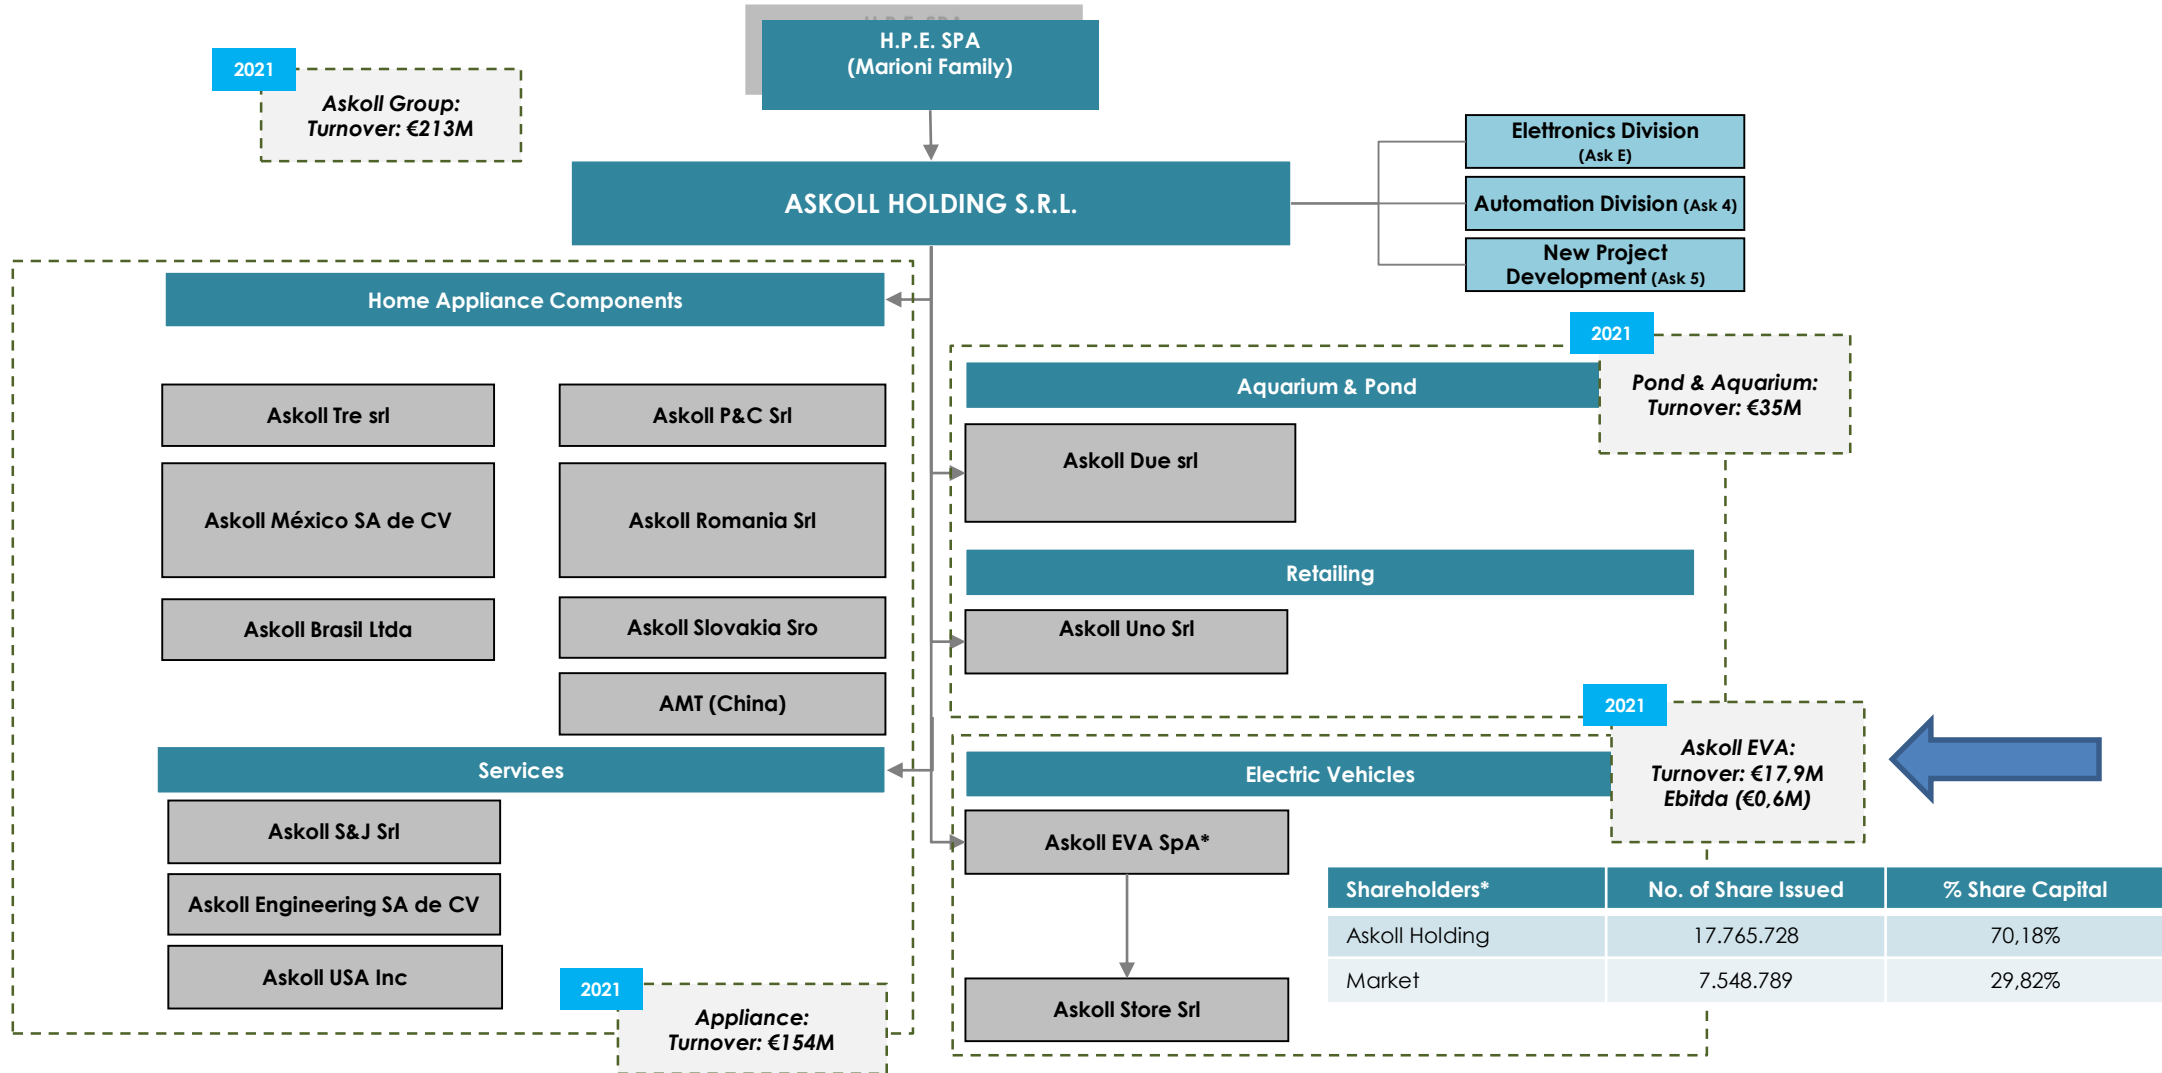 H.P.E. SPA
H.P.E. SPA
(Marioni Family)
2021
Askoll Group:
Turnover: €213M
Elettronics Division
(Ask E)
ASKOLL HOLDING S.R.L.
Automation Division (Ask 4)
New Project
Development (Ask 5)
Home Appliance Components
Askoll Tre srl
Askoll P&C Srl
Askoll México SA de CV
Askoll Romania Srl
Askoll Brasil Ltda
Askoll Slovakia Sro
AMT (China)
Services
Askoll S&J Srl
Askoll Engineering SA de CV
Askoll USA Inc
2021
Appliance:
Turnover: €154M
2021
Pond & Aquarium:
Turnover: €35M
Aquarium & Pond
Askoll Due srl
Retailing
Askoll Uno Srl
2021
Askoll EVA:
Turnover: €17,9M
Ebitda (€0,6M)
Electric Vehicles
Askoll EVA SpA*
Askoll Store Srl
Shareholders* No. of Share Issued % Share Capital
Askoll Holding 17.765.728 70,18%
Market 7.548.789 29,82%